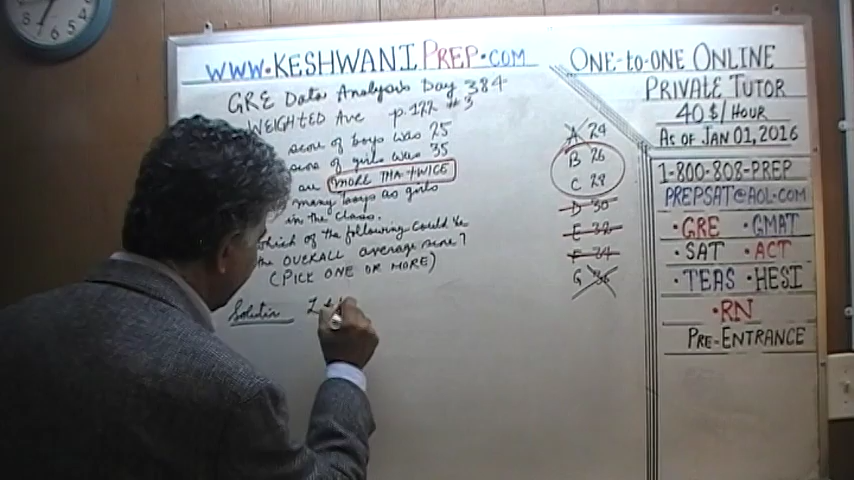 WWW.KESHWANIPREP.COM
GRE Data Analysis Day 384
WEIGHTED Ave p.122 #3
score of boys was 25
score of girls was 35
are MORE THAN TWICE
many boys as girls
in the class.
which of the following could be
the OVERALL average score?
(PICK ONE OR MORE)
Solution
A 24
B 26
C 28
D 30
E 32
F 34
G 36
ONE-to-ONE ONLINE
PRIVATE TUTOR
40 $/HOUR
AS OF JAN 01, 2016
1-800-808-PREP
PREPSAT@AOL.COM
•GRE •GMAT
•SAT •ACT
•TEAS •HESI
•RN
PRE-ENTRANCE